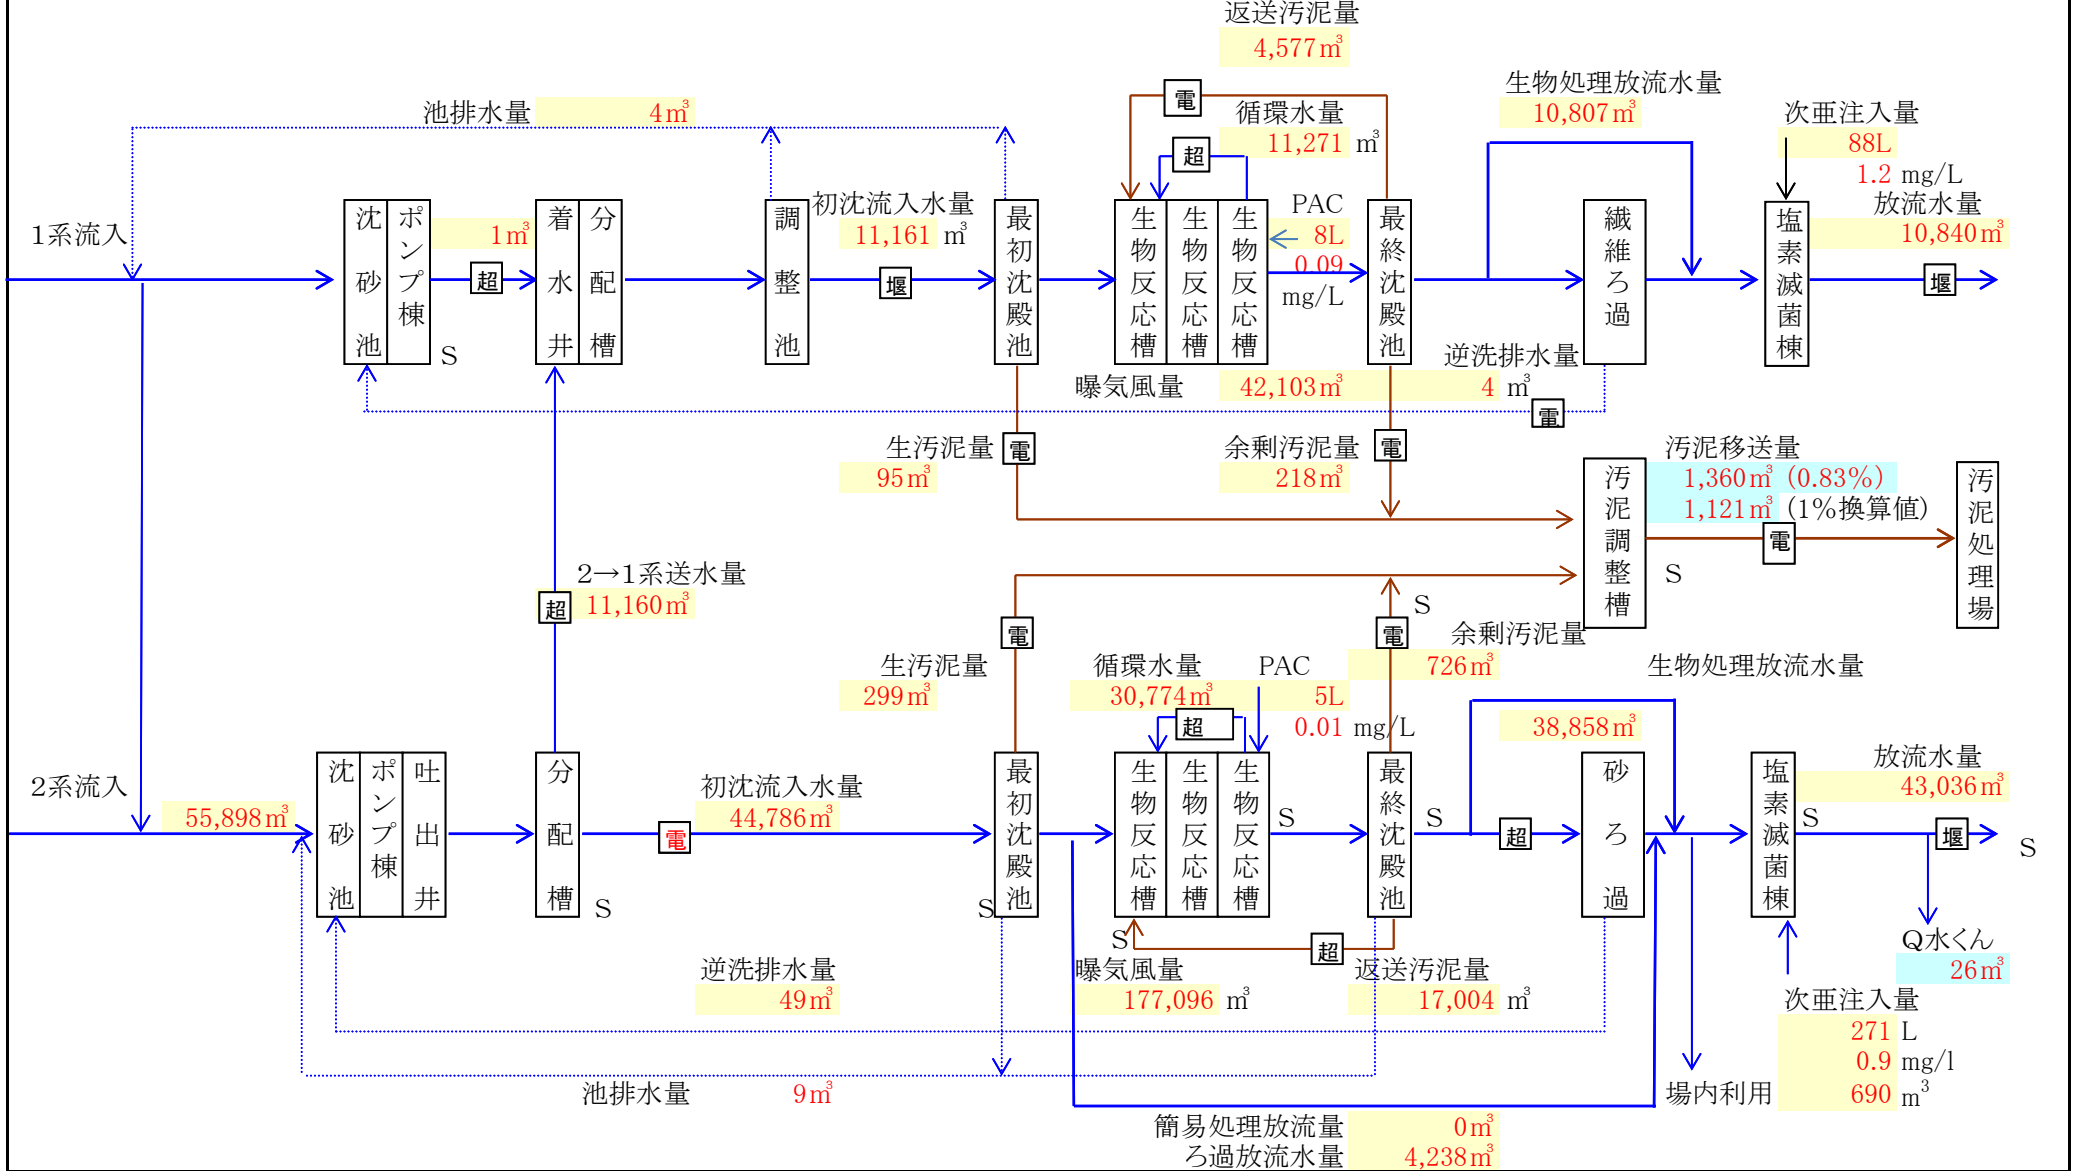 返送汚泥量
4,577㎥
生物処理放流水量
10,807㎥
池排水量 4㎥
循環水量
11,271 ㎥
次亜注入量
88L
1.2 mg/L
電
超
1系流入
沈砂池
ポンプ棟
1㎥
超
着水井
分配槽
調整池
初沈流入水量
11,161 ㎥
堰
最初沈殿池
生物反応槽
生物反応槽
生物反応槽
PAC
8L
0.09
mg/L
最終沈殿池
繊維ろ過
塩素滅菌棟
放流水量
10,840㎥
堰
S
曝気風量 42,103㎥
逆洗排水量
4 ㎥
電
生汚泥量
95㎥
電
余剰汚泥量
218㎥
電
汚泥調整槽
汚泥移送量
1,360㎥ (0.83%)
1,121㎥ (1%換算値)
電
汚泥処理場
S
2→1系送水量
超 11,160㎥
S
電
電
余剰汚泥量
726㎥
生汚泥量
299㎥
循環水量
30,774㎥
PAC
5L
0.01 mg/L
超
生物処理放流水量
38,858㎥
2系流入
55,898㎥
沈砂池
ポンプ棟
吐出井
分配槽
S
初沈流入水量
44,786㎥
電
最初沈殿池
S
生物反応槽
生物反応槽
生物反応槽
S
最終沈殿池
S
超
砂ろ過
塩素滅菌棟
S
放流水量
43,036㎥
堰
S
S
超
Q水くん
26㎥
逆洗排水量
49㎥
曝気風量
177,096 ㎥
返送汚泥量
17,004 ㎥
次亜注入量
271 L
0.9 mg/l
場内利用 690 m³
池排水量 9㎥
簡易処理放流量 0㎥
ろ過放流水量 4,238㎥